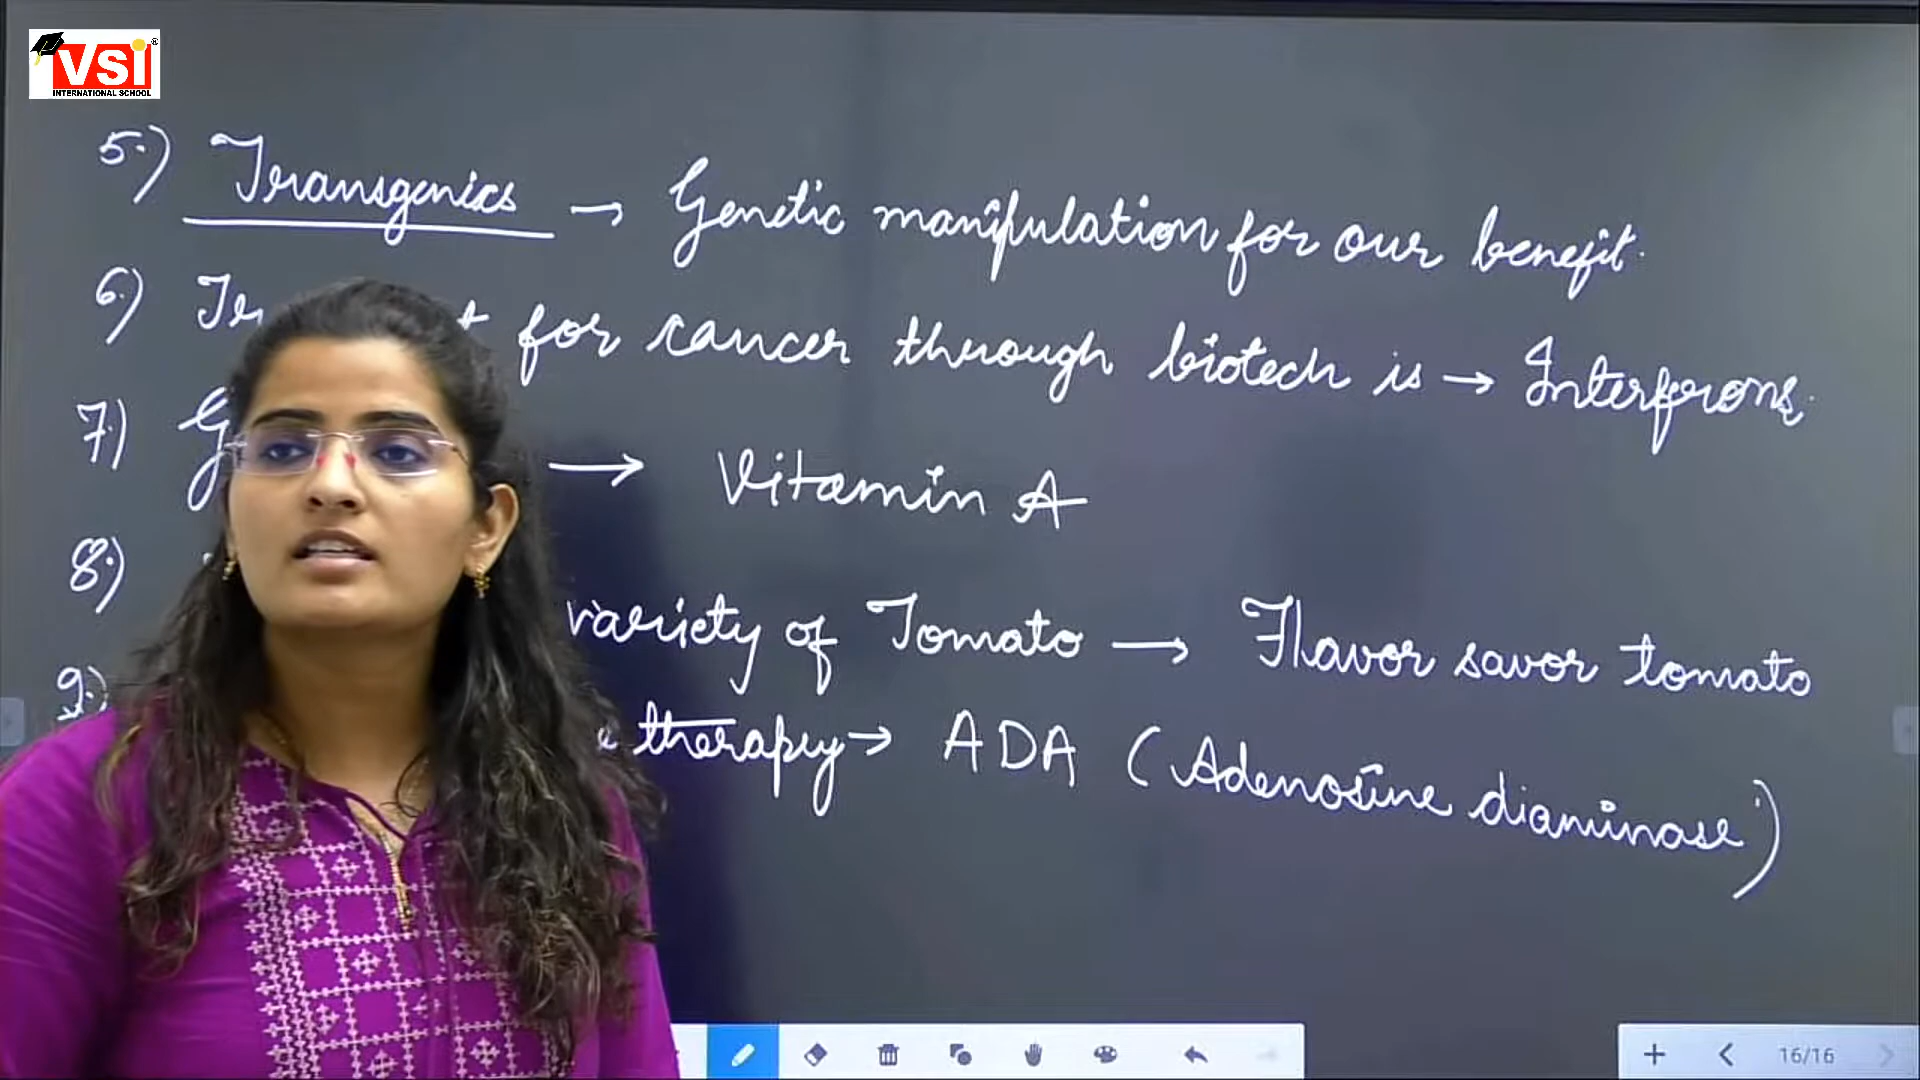 VSI
INTERNATIONAL SCHOOL
5.) Transgenics → Genetic manipulation for our benefit.
6.) for cancer through biotech is → Interferons.
7.) → Vitamin A
8.) variety of Tomato → Flavor savor tomato
9.) therapy → ADA (Adenosine diaminase)
16/16